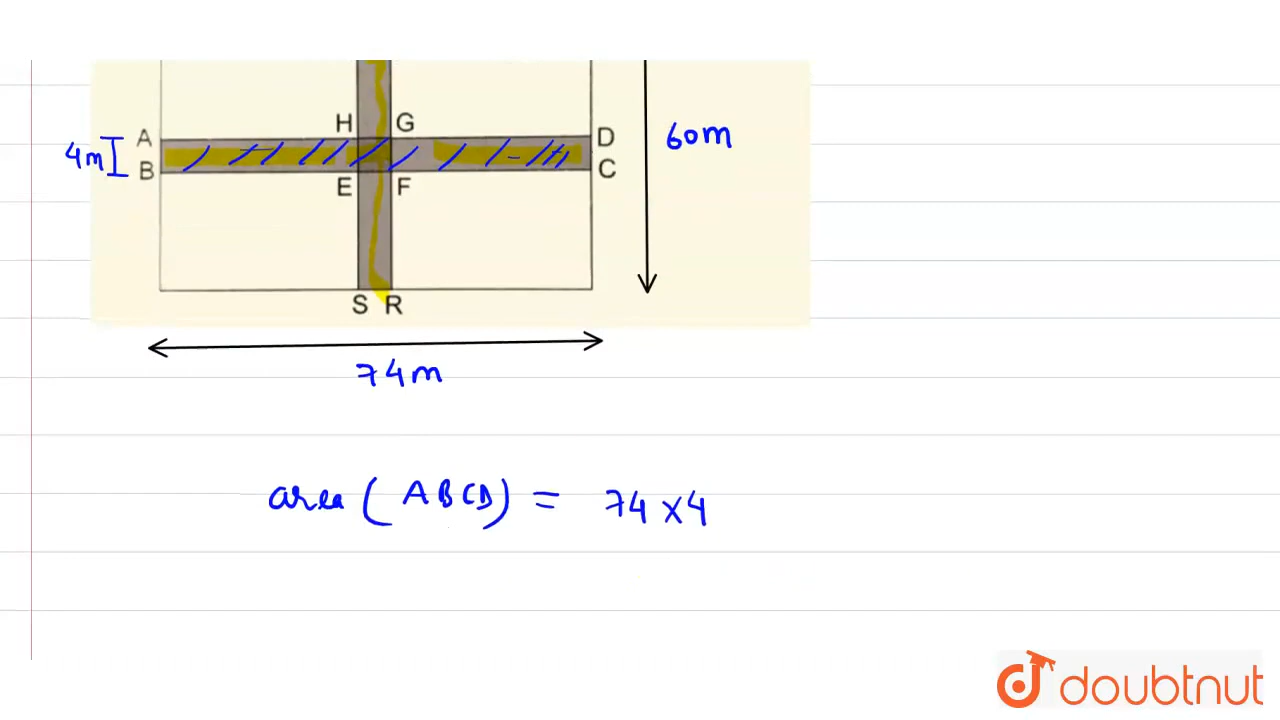 H G
A D
4m 60m
B C
E F
S R
74m
area (ABCD) = 74 x 4
doubtnut